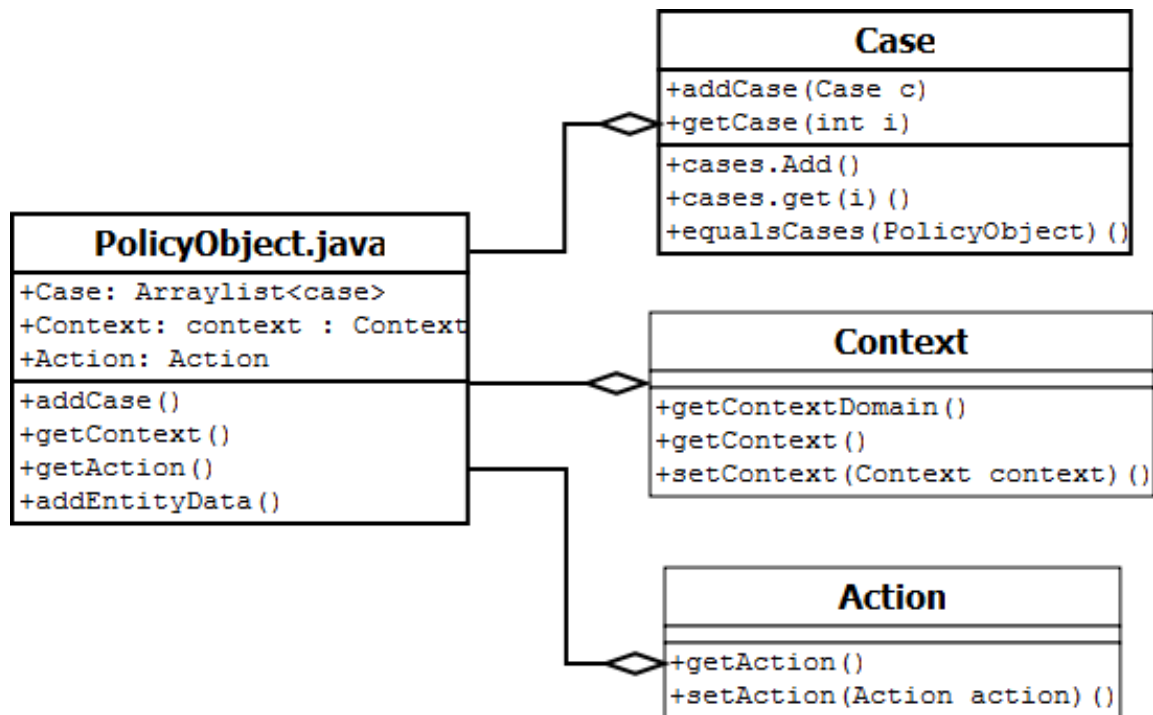 Case
+addCase(Case c)
+getCase(int i)
+cases.Add()
+cases.get(i)()
+equalsCases(PolicyObject)()
PolicyObject.java
+Case: Arraylist<case>
+Context: context : Context
+Action: Action
+addCase()
+getContext()
+getAction()
+addEntityData()
Context
+getContextDomain()
+getContext()
+setContext(Context context)()
Action
+getAction()
+setAction(Action action)()